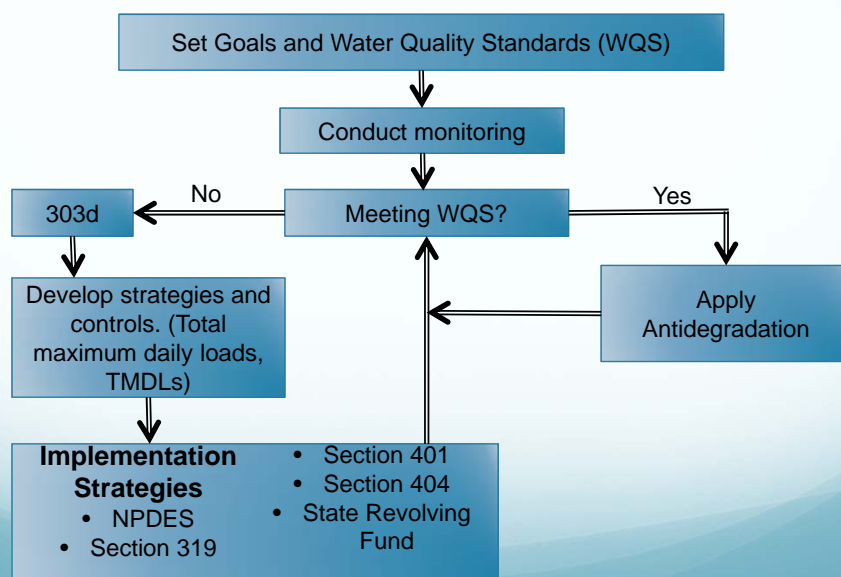 Set Goals and Water Quality Standards (WQS)
Conduct monitoring
No
Yes
303d
Meeting WQS?
Develop strategies and
controls. (Total
maximum daily loads,
TMDLs)
Apply
Antidegradation
Implementation
Strategies
• NPDES
• Section 319
• Section 401
• Section 404
• State Revolving
Fund